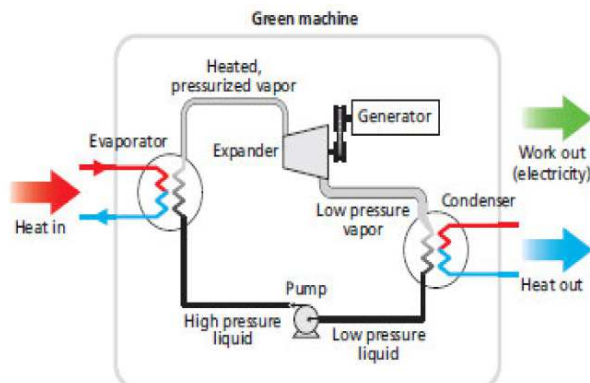 Green machine
Heated,
pressurized vapor
Generator
Evaporator
Expander
Work out
(electricity)
Condenser
Low pressure
vapor
Heat in
Heat out
Pump
High pressure
liquid
Low pressure
liquid